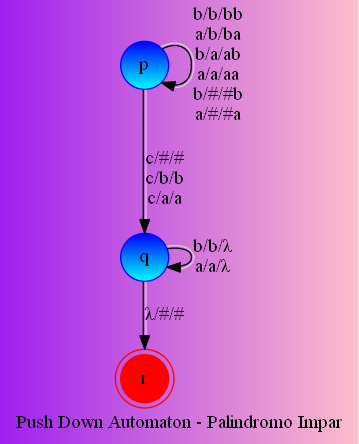 b/b/bb
a/b/ba
b/a/ab
a/a/aa
b/#/#b
a/#/#a
p
c/#/#
c/b/b
c/a/a
q
b/b/λ
a/a/λ
λ/#/#
r
Push Down Automaton - Palindromo Impar